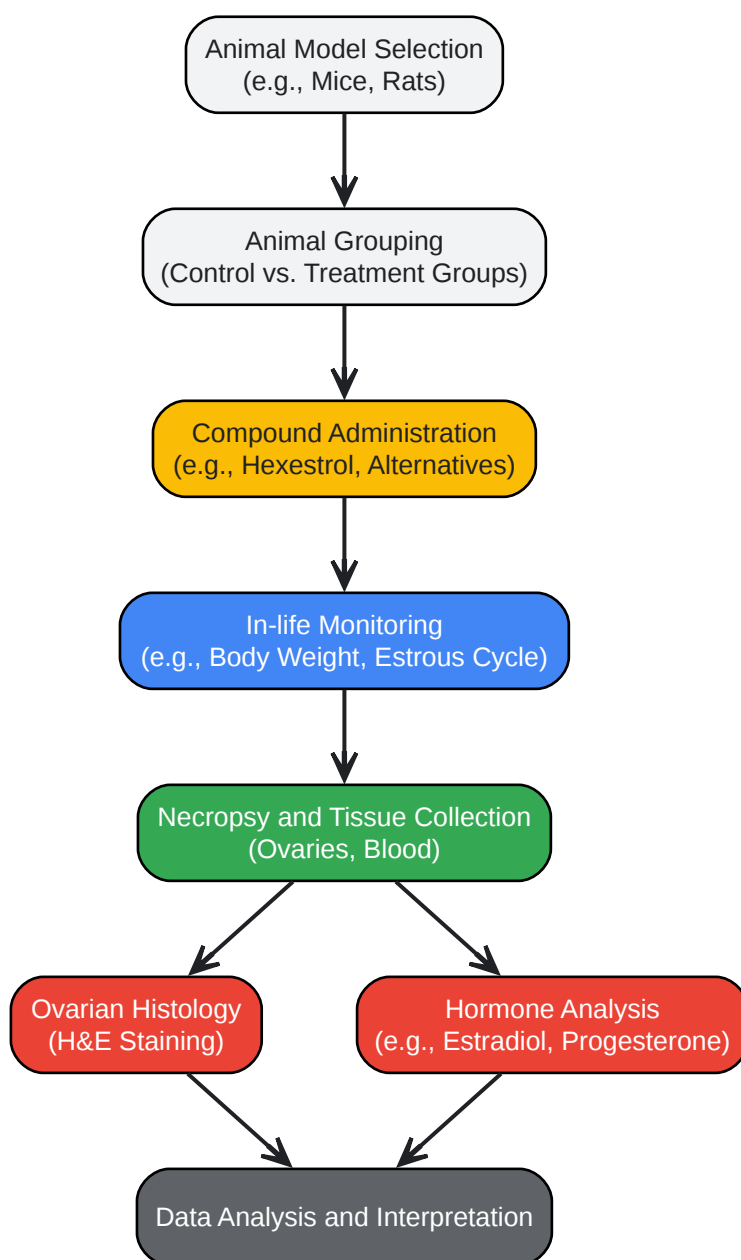 Animal Model Selection
(e.g., Mice, Rats)
Animal Grouping
(Control vs. Treatment Groups)
Compound Administration
(e.g., Hexestrol, Alternatives)
In-life Monitoring
(e.g., Body Weight, Estrous Cycle)
Necropsy and Tissue Collection
(Ovaries, Blood)
Ovarian Histology
(H&E Staining)
Hormone Analysis
(e.g., Estradiol, Progesterone)
Data Analysis and Interpretation